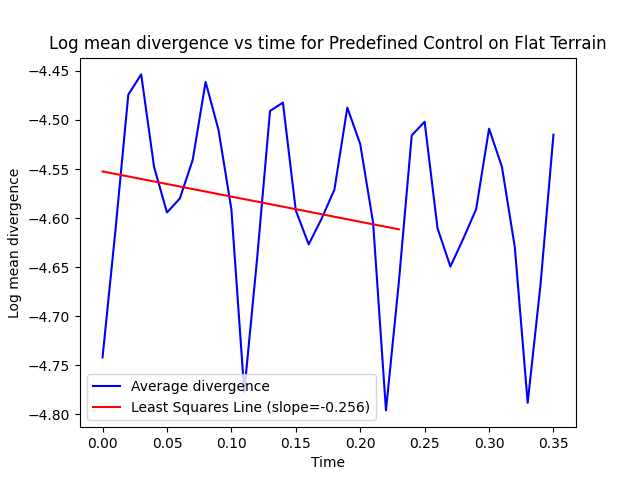 Log mean divergence vs time for Predefined Control on Flat Terrain
Log mean divergence
−4.45
−4.50
−4.55
−4.60
−4.65
−4.70
−4.75
−4.80
Average divergence
Least Squares Line (slope=-0.256)
0.00 0.05 0.10 0.15 0.20 0.25 0.30 0.35
Time